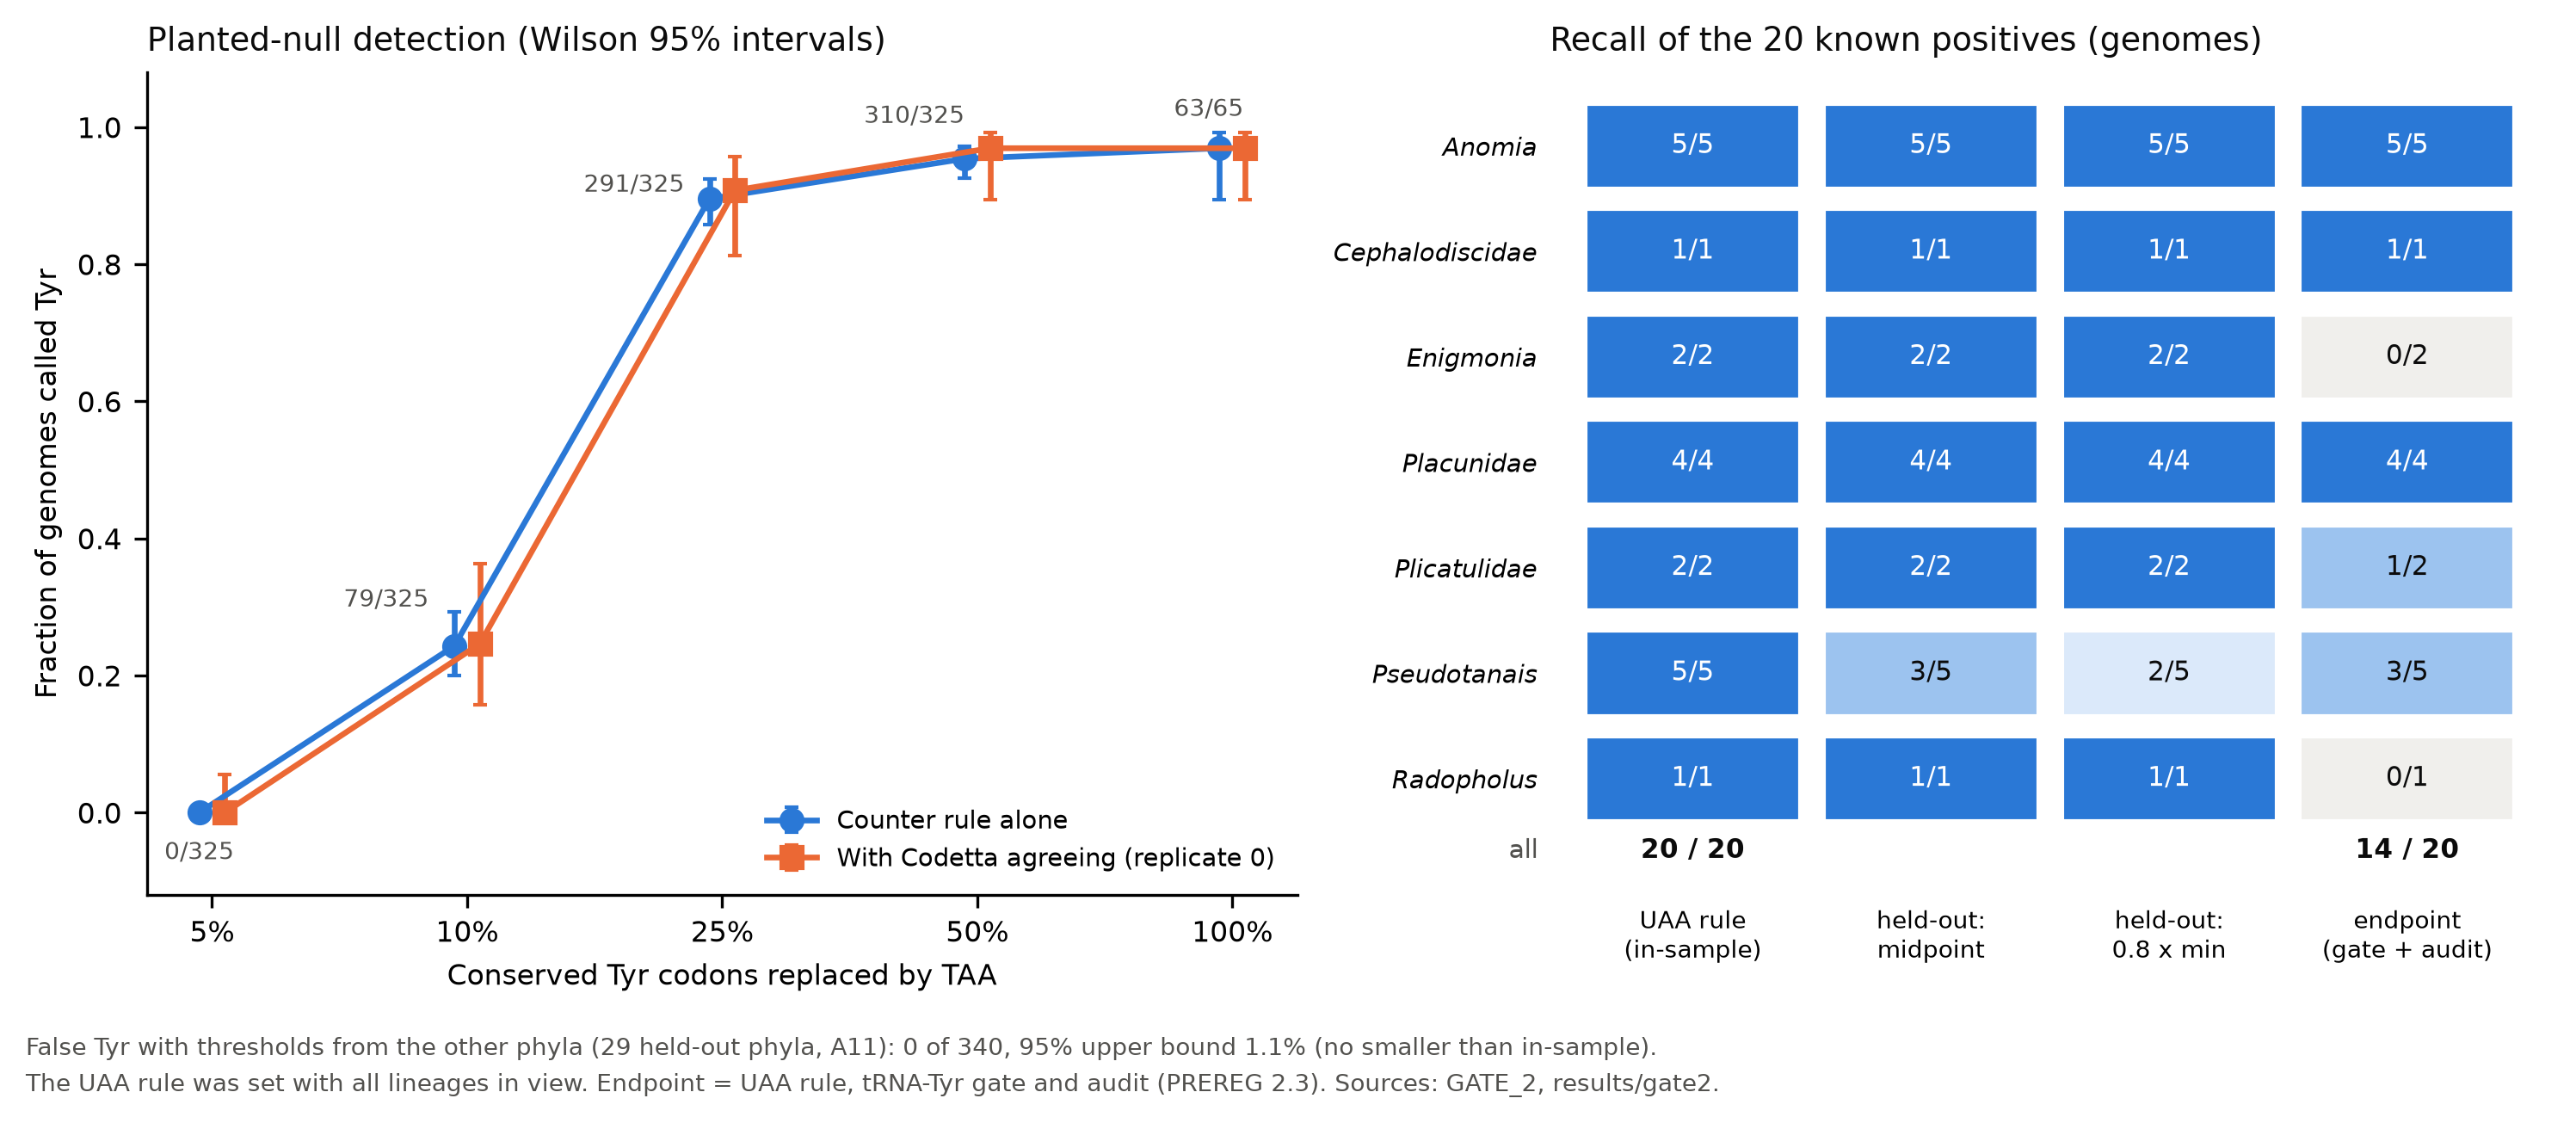 Planted-null detection (Wilson 95% intervals)
Fraction of genomes called Tyr
1.0
0.8
0.6
0.4
0.2
0.0
0/325
79/325
291/325
310/325
63/65
Counter rule alone
With Codetta agreeing (replicate 0)
5%
10%
25%
50%
100%
Conserved Tyr codons replaced by TAA
Recall of the 20 known positives (genomes)
Anomia 5/5 5/5 5/5 5/5
Cephalodiscidae 1/1 1/1 1/1 1/1
Enigmonia 2/2 2/2 2/2 0/2
Placunidae 4/4 4/4 4/4 4/4
Plicatulidae 2/2 2/2 2/2 1/2
Pseudotanais 5/5 3/5 2/5 3/5
Radopholus 1/1 1/1 1/1 0/1
all 20 / 20 14 / 20
UAA rule
(in-sample)
held-out:
midpoint
held-out:
0.8 x min
endpoint
(gate + audit)
False Tyr with thresholds from the other phyla (29 held-out phyla, A11): 0 of 340, 95% upper bound 1.1% (no smaller than in-sample).
The UAA rule was set with all lineages in view. Endpoint = UAA rule, tRNA-Tyr gate and audit (PREREG 2.3). Sources: GATE_2, results/gate2.